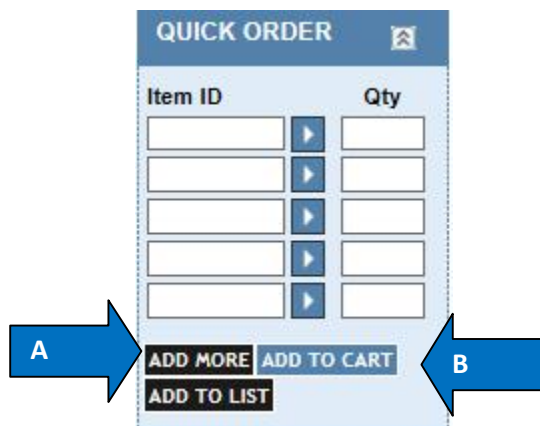 QUICK ORDER
Item ID Qty
A ADD MORE ADD TO CART B
ADD TO LIST